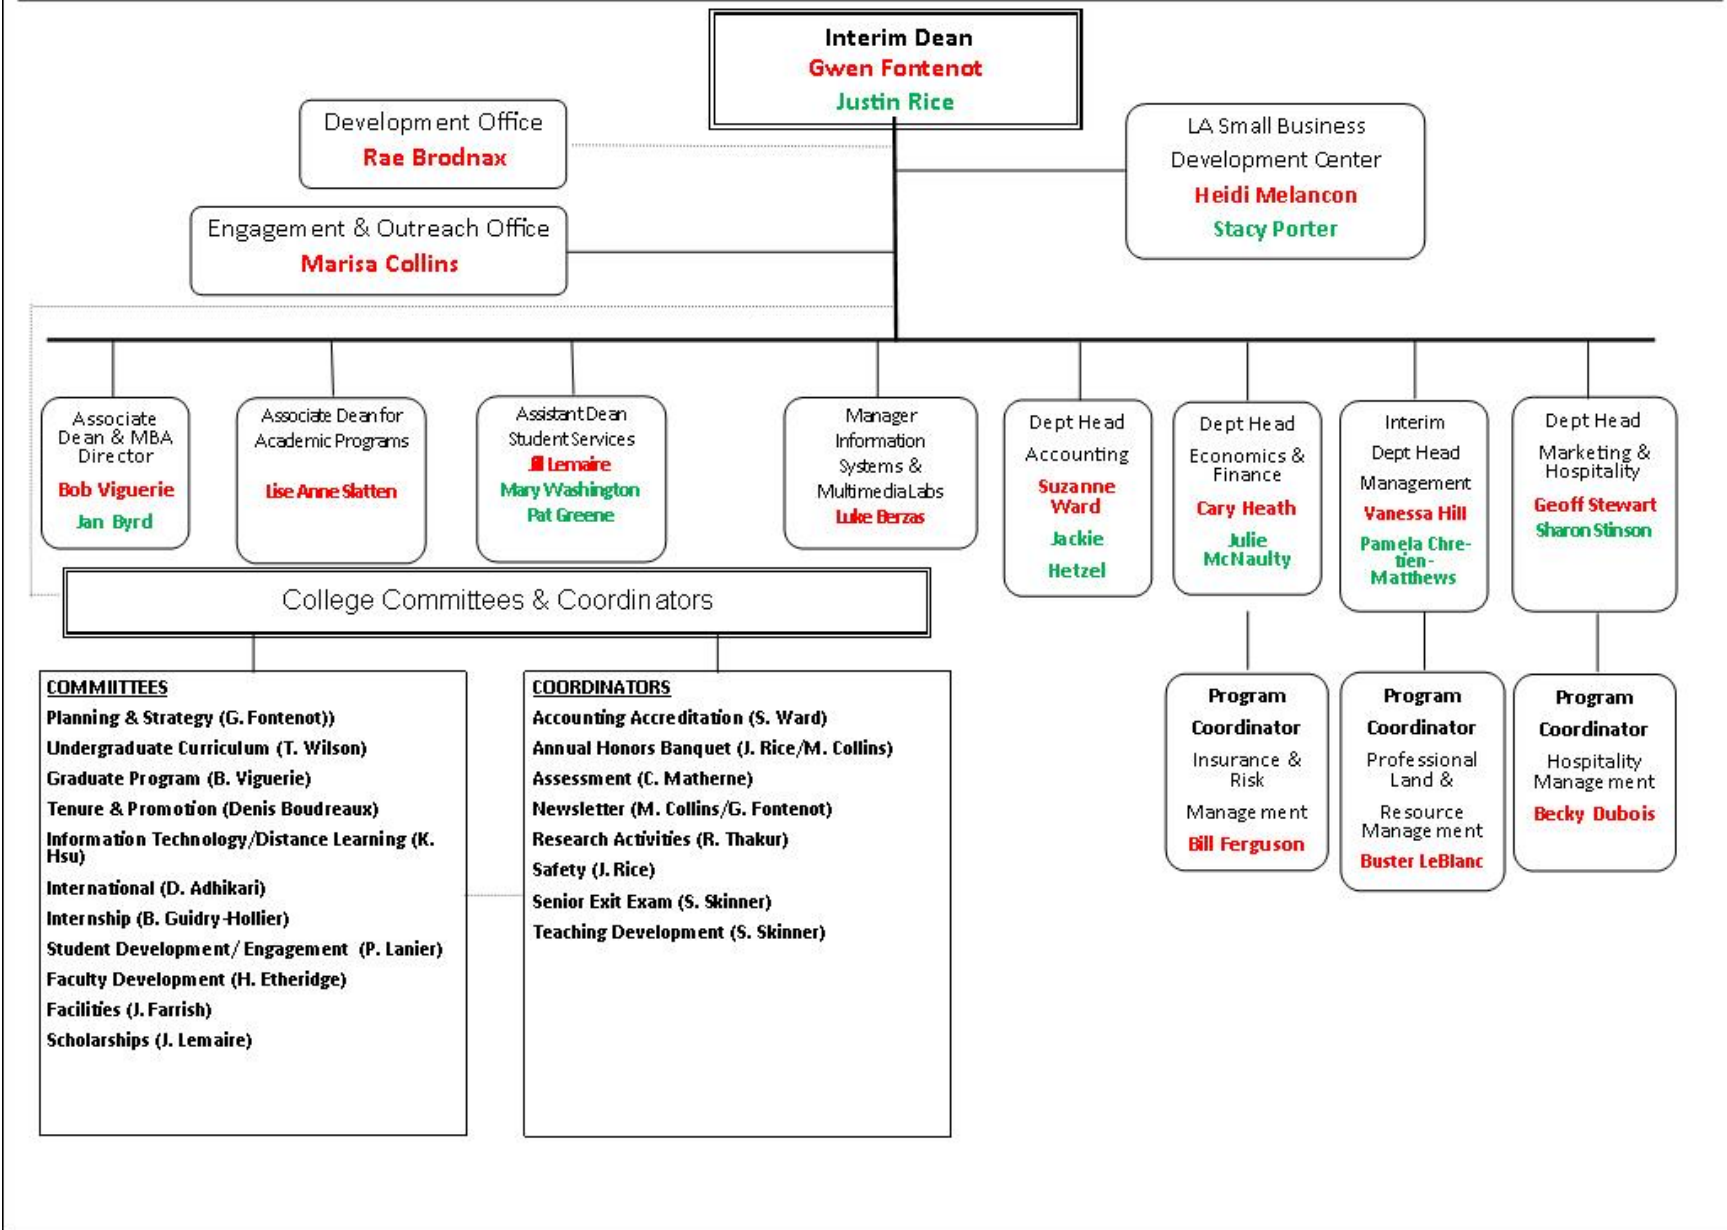 Interim Dean
Gwen Fontenot
Justin Rice
Development Office
Rae Brodnax
LA Small Business
Development Center
Heidi Melancon
Stacy Porter
Engagement & Outreach Office
Marisa Collins
Associate
Dean & MBA
Director
Bob Viguerie
Jan Byrd
Associate Dean for
Academic Programs
Lise Anne Slatten
Assistant Dean
Student Services
Jill Lemaire
Mary Washington
Pat Greene
Manager
Information
Systems &
Multimedia Labs
Luke Berzas
Dept Head
Accounting
Suzanne
Ward
Jackie
Hetzel
Dept Head
Economics &
Finance
Cary Heath
Julie
McNaulty
Interim
Dept Head
Management
Vanessa Hill
Pamela Chre-
tien-
Matthews
Dept Head
Marketing &
Hospitality
Geoff Stewart
Sharon Stinson
College Committees & Coordinators
COMMIITTEES
Planning & Strategy (G. Fontenot))
Undergraduate Curriculum (T. Wilson)
Graduate Program (B. Viguerie)
Tenure & Promotion (Denis Boudreaux)
Information Technology/Distance Learning (K.
Hsu)
International (D. Adhikari)
Internship (B. Guidry-Hollier)
Student Development/ Engagement (P. Lanier)
Faculty Development (H. Etheridge)
Facilities (J. Farrish)
Scholarships (J. Lemaire)
COORDINATORS
Accounting Accreditation (S. Ward)
Annual Honors Banquet (J. Rice/M. Collins)
Assessment (C. Matherne)
Newsletter (M. Collins/G. Fontenot)
Research Activities (R. Thakur)
Safety (J. Rice)
Senior Exit Exam (S. Skinner)
Teaching Development (S. Skinner)
Program
Coordinator
Insurance &
Risk
Management
Bill Ferguson
Program
Coordinator
Professional
Land &
Resource
Management
Buster LeBlanc
Program
Coordinator
Hospitality
Management
Becky Dubois